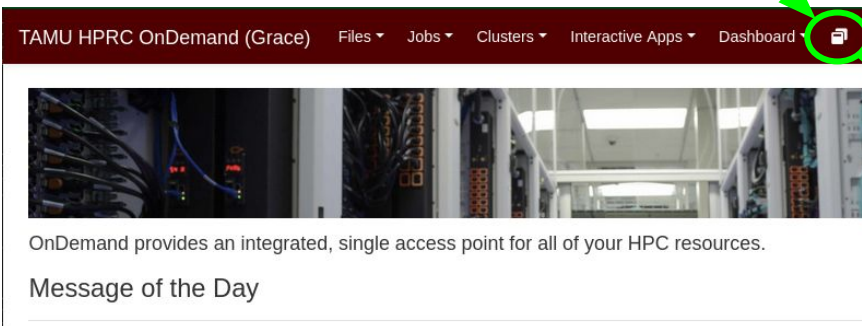 TAMU HPRC OnDemand (Grace) Files Jobs Clusters Interactive Apps Dashboard
OnDemand provides an integrated, single access point for all of your HPC resources.
Message of the Day